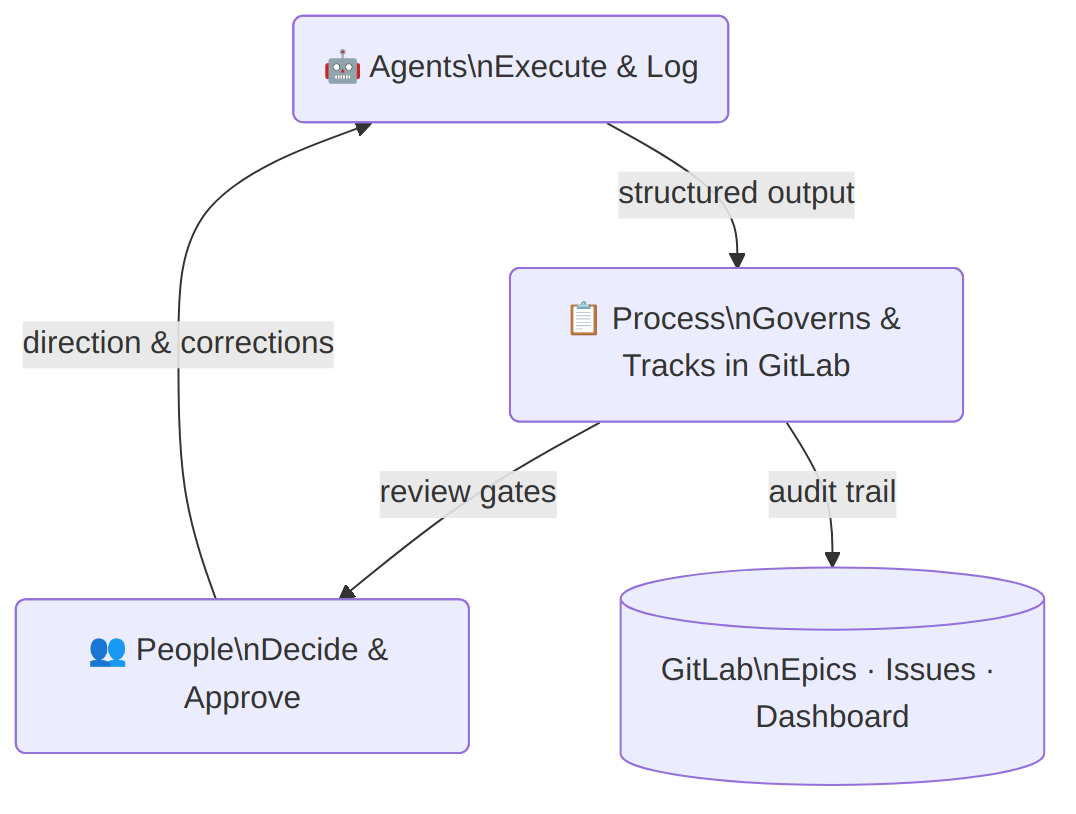 🤖 Agents\nExecute & Log
structured output
📋 Process\nGoverns &
Tracks in GitLab
direction & corrections
review gates
audit trail
👥 People\nDecide &
Approve
GitLab\nEpics · Issues ·
Dashboard